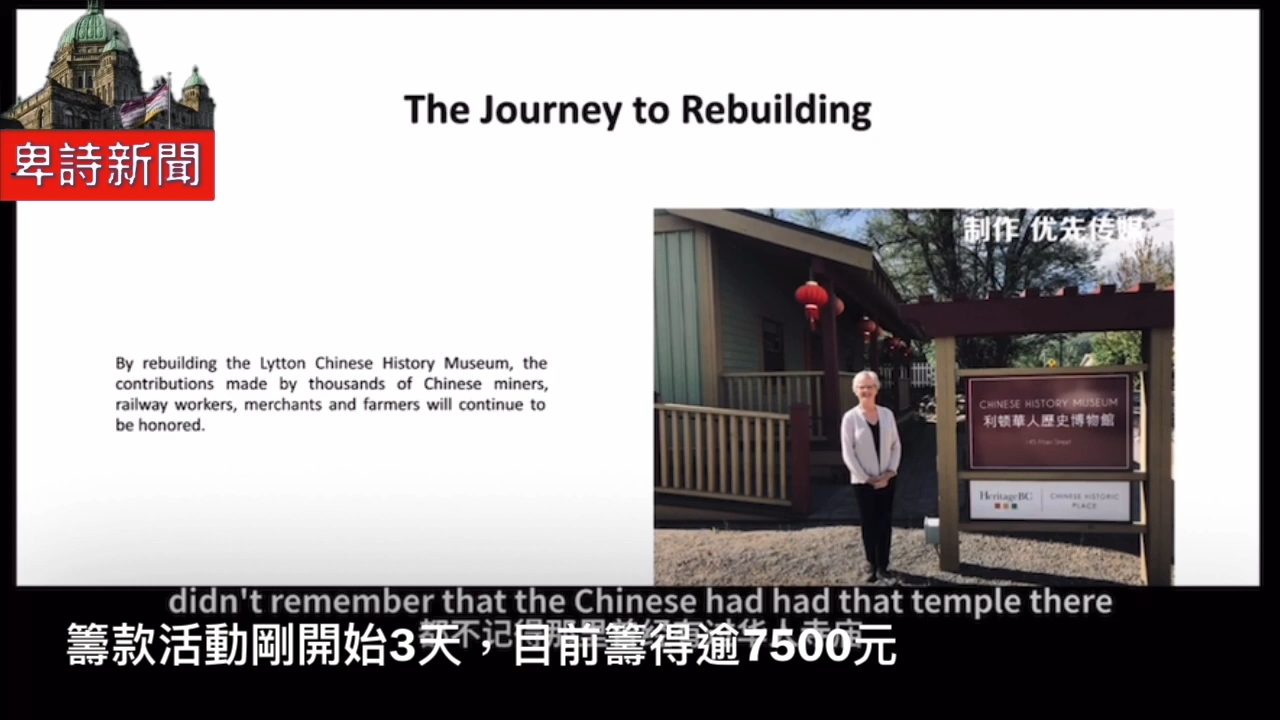 The Journey to Rebuilding
卑詩新聞
制作 优先传媒
By rebuilding the Lytton Chinese History Museum, the
contributions made by thousands of Chinese miners,
railway workers, merchants and farmers will continue to
be honored.
CHINESE HISTORY MUSEUM
利頓華人歷史博物館
145 Main Street
HeritageBC
CHINESE HISTORIC
PLACE
didn't remember that the Chinese had had that temple there
籌款活動剛開始3天，目前籌得逾7500元